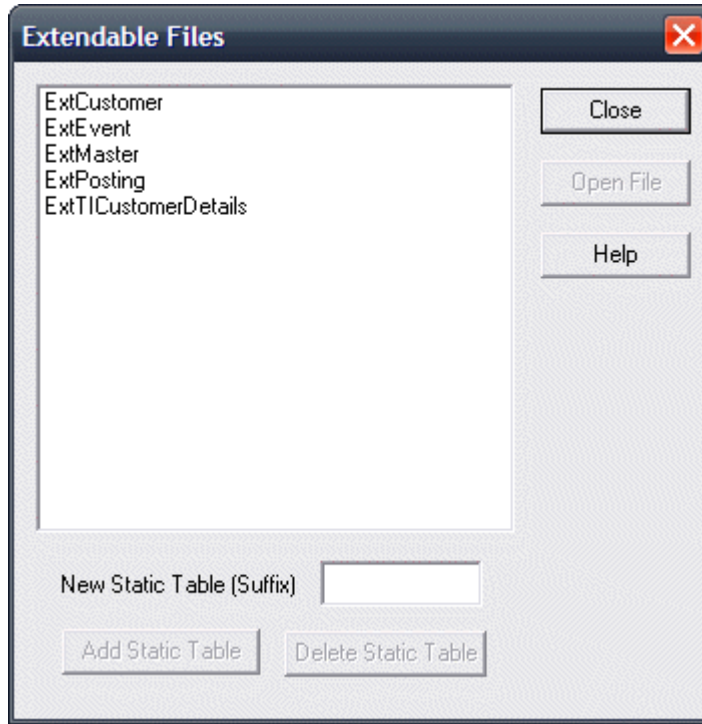 Extendable Files
ExtCustomer
ExtEvent
ExtMaster
ExtPosting
ExtTICustomerDetails
Close
Open File
Help
New Static Table (Suffix)
Add Static Table
Delete Static Table